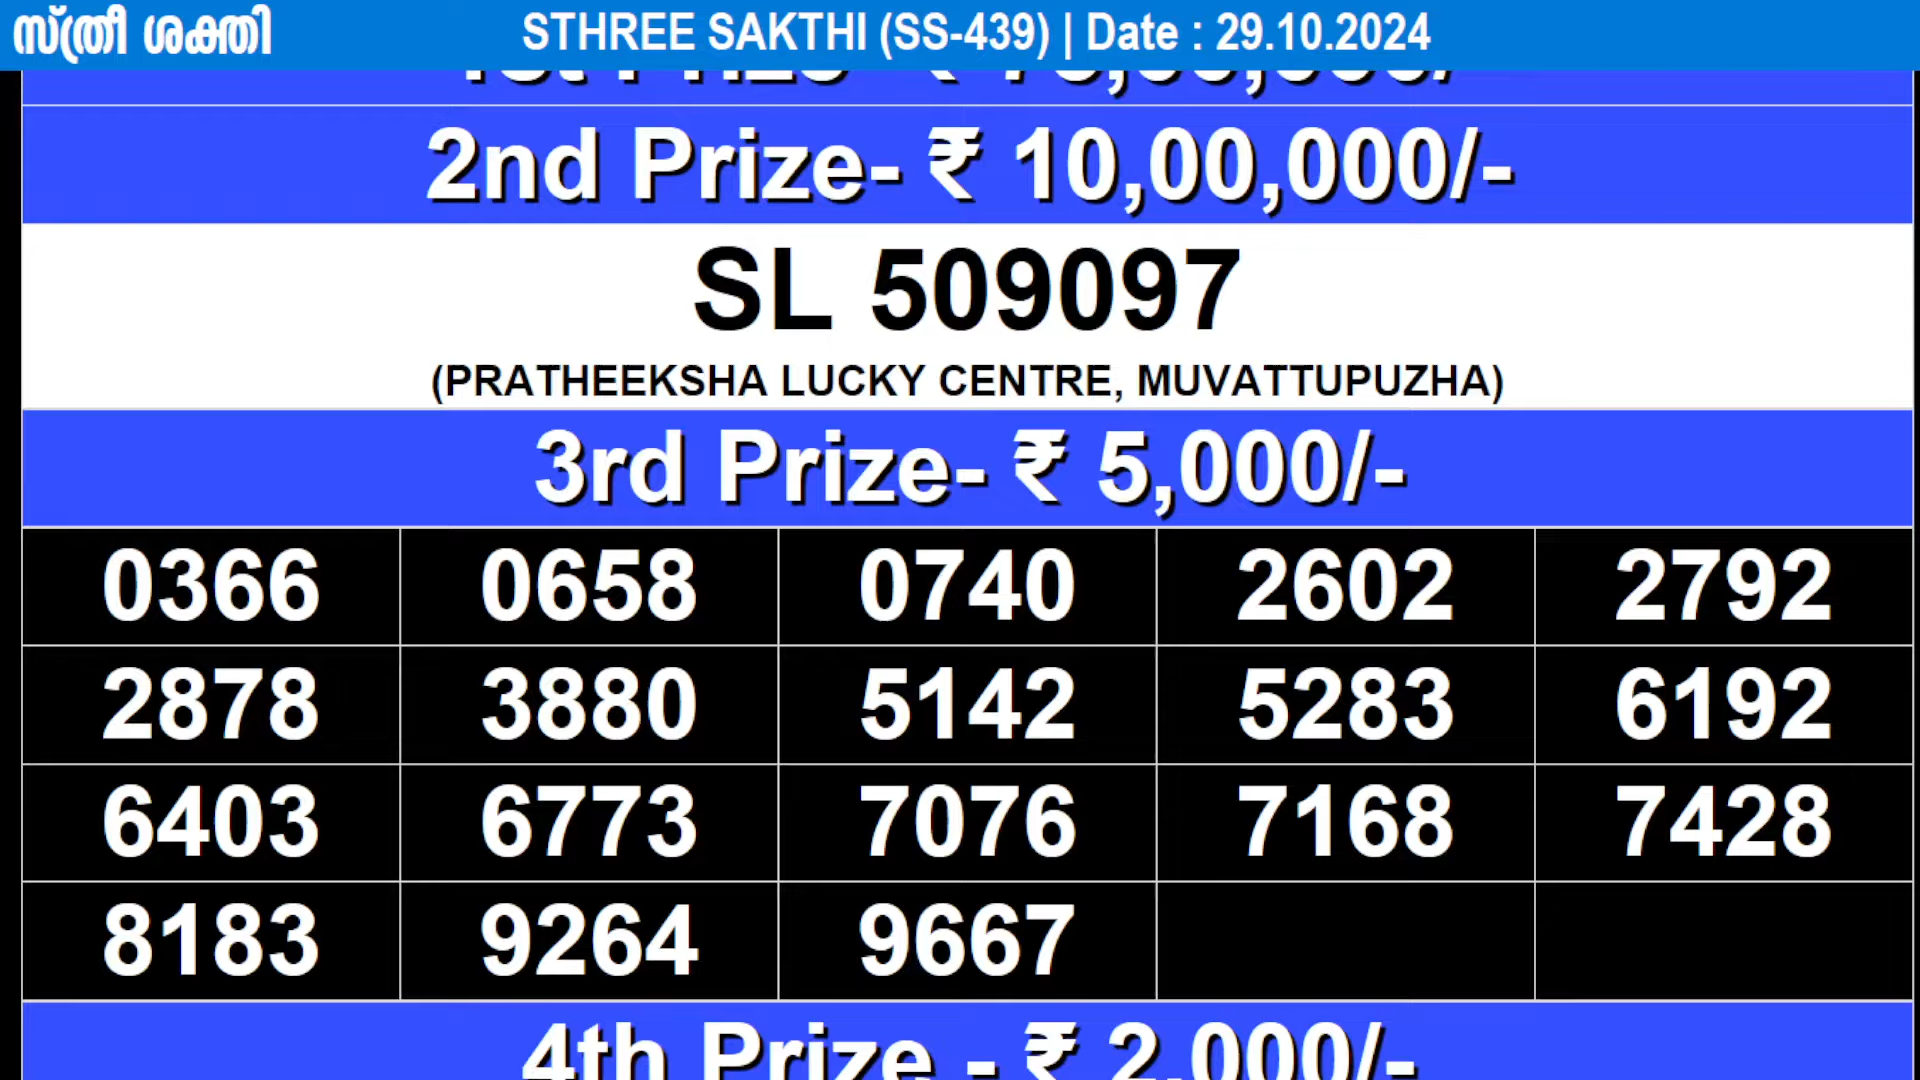 സ്ത്രീ ശക്തി
STHREE SAKTHI (SS-439) | Date : 29.10.2024
2nd Prize- ₹ 10,00,000/-
SL 509097
(PRATHEEKSHA LUCKY CENTRE, MUVATTUPUZHA)
3rd Prize- ₹ 5,000/-
0366 0658 0740 2602 2792
2878 3880 5142 5283 6192
6403 6773 7076 7168 7428
8183 9264 9667
4th Prize - ₹ 2,000/-